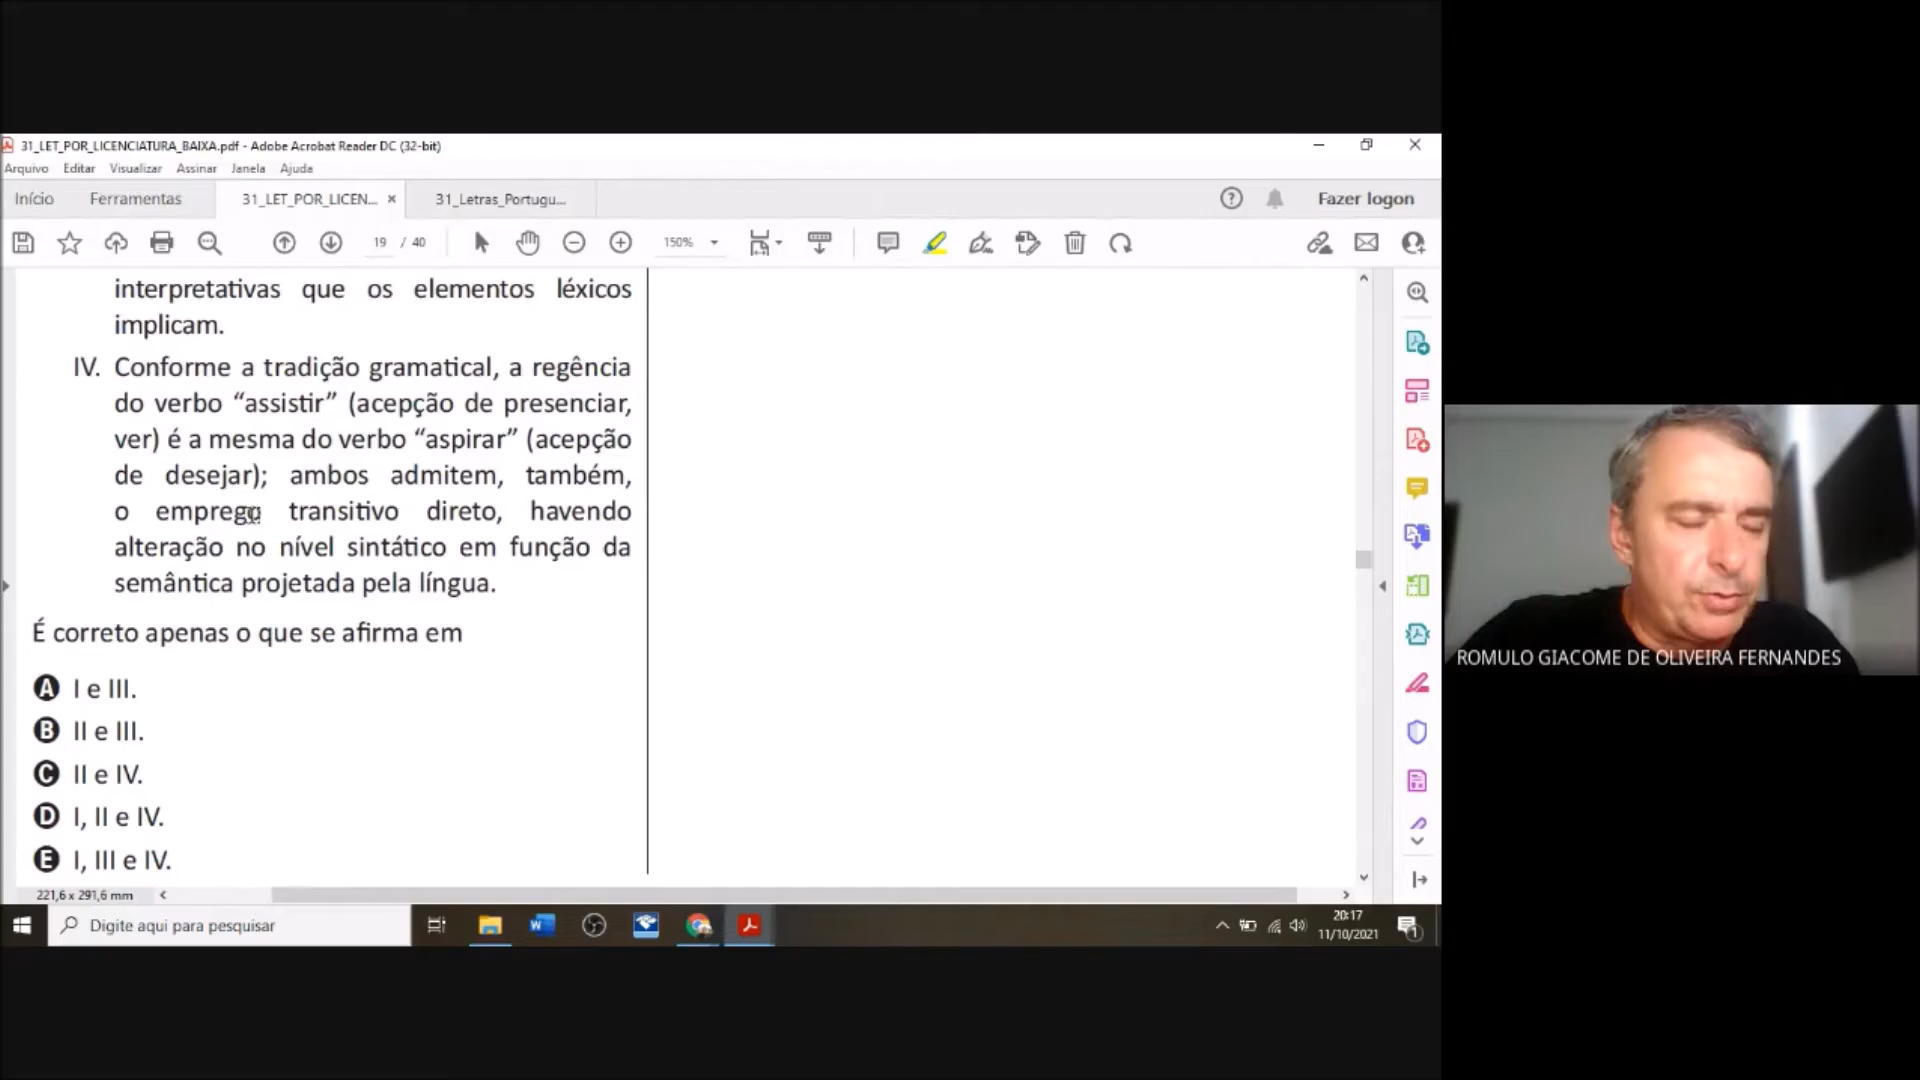 31_LET_POR_LICENCIATURA_BAIXA.pdf - Adobe Acrobat Reader DC (32-bit)
Arquivo Editar Visualizar Assinar Janela Ajuda
Início Ferramentas 31_LET_POR_LICEN... 31_Letras_Portugu... Fazer logon
19 / 40 150%
interpretativas que os elementos léxicos
implicam.
IV. Conforme a tradição gramatical, a regência
do verbo “assistir” (acepção de presenciar,
ver) é a mesma do verbo “aspirar” (acepção
de desejar); ambos admitem, também,
o emprego transitivo direto, havendo
alteração no nível sintático em função da
semântica projetada pela língua.
É correto apenas o que se afirma em
A I e III.
B II e III.
C II e IV.
D I, II e IV.
E I, III e IV.
221,6 x 291,6 mm
Digite aqui para pesquisar
20:17
11/10/2021
1
ROMULO GIACOME DE OLIVEIRA FERNANDES